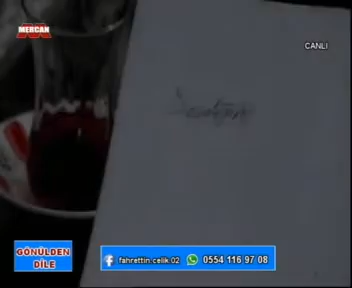 MERCAN
CANLI
GÖNÜLDEN
DİLE
fahrettin.celik.02 0554 116 97 08